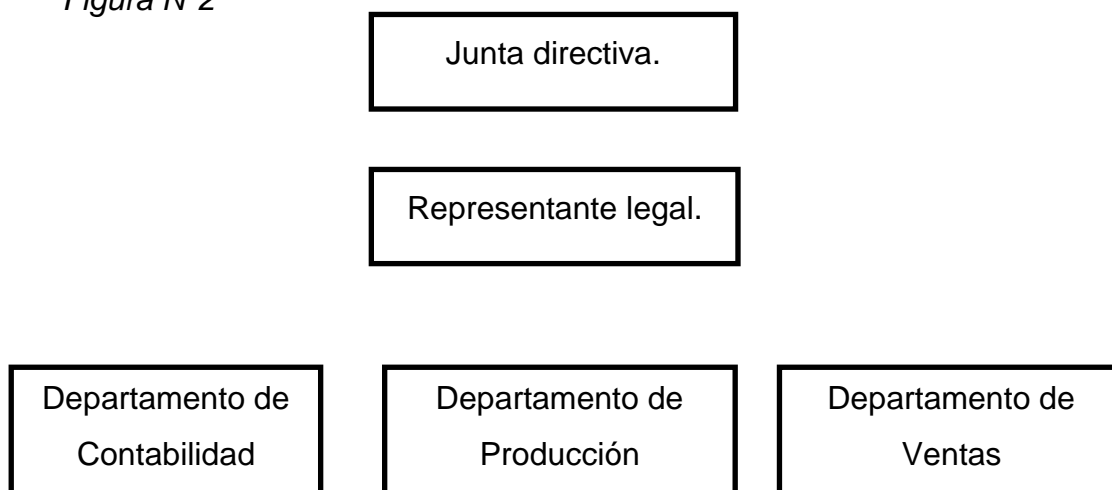 Figura N°2
Junta directiva.
Representante legal.
Departamento de
Contabilidad
Departamento de
Producción
Departamento de
Ventas